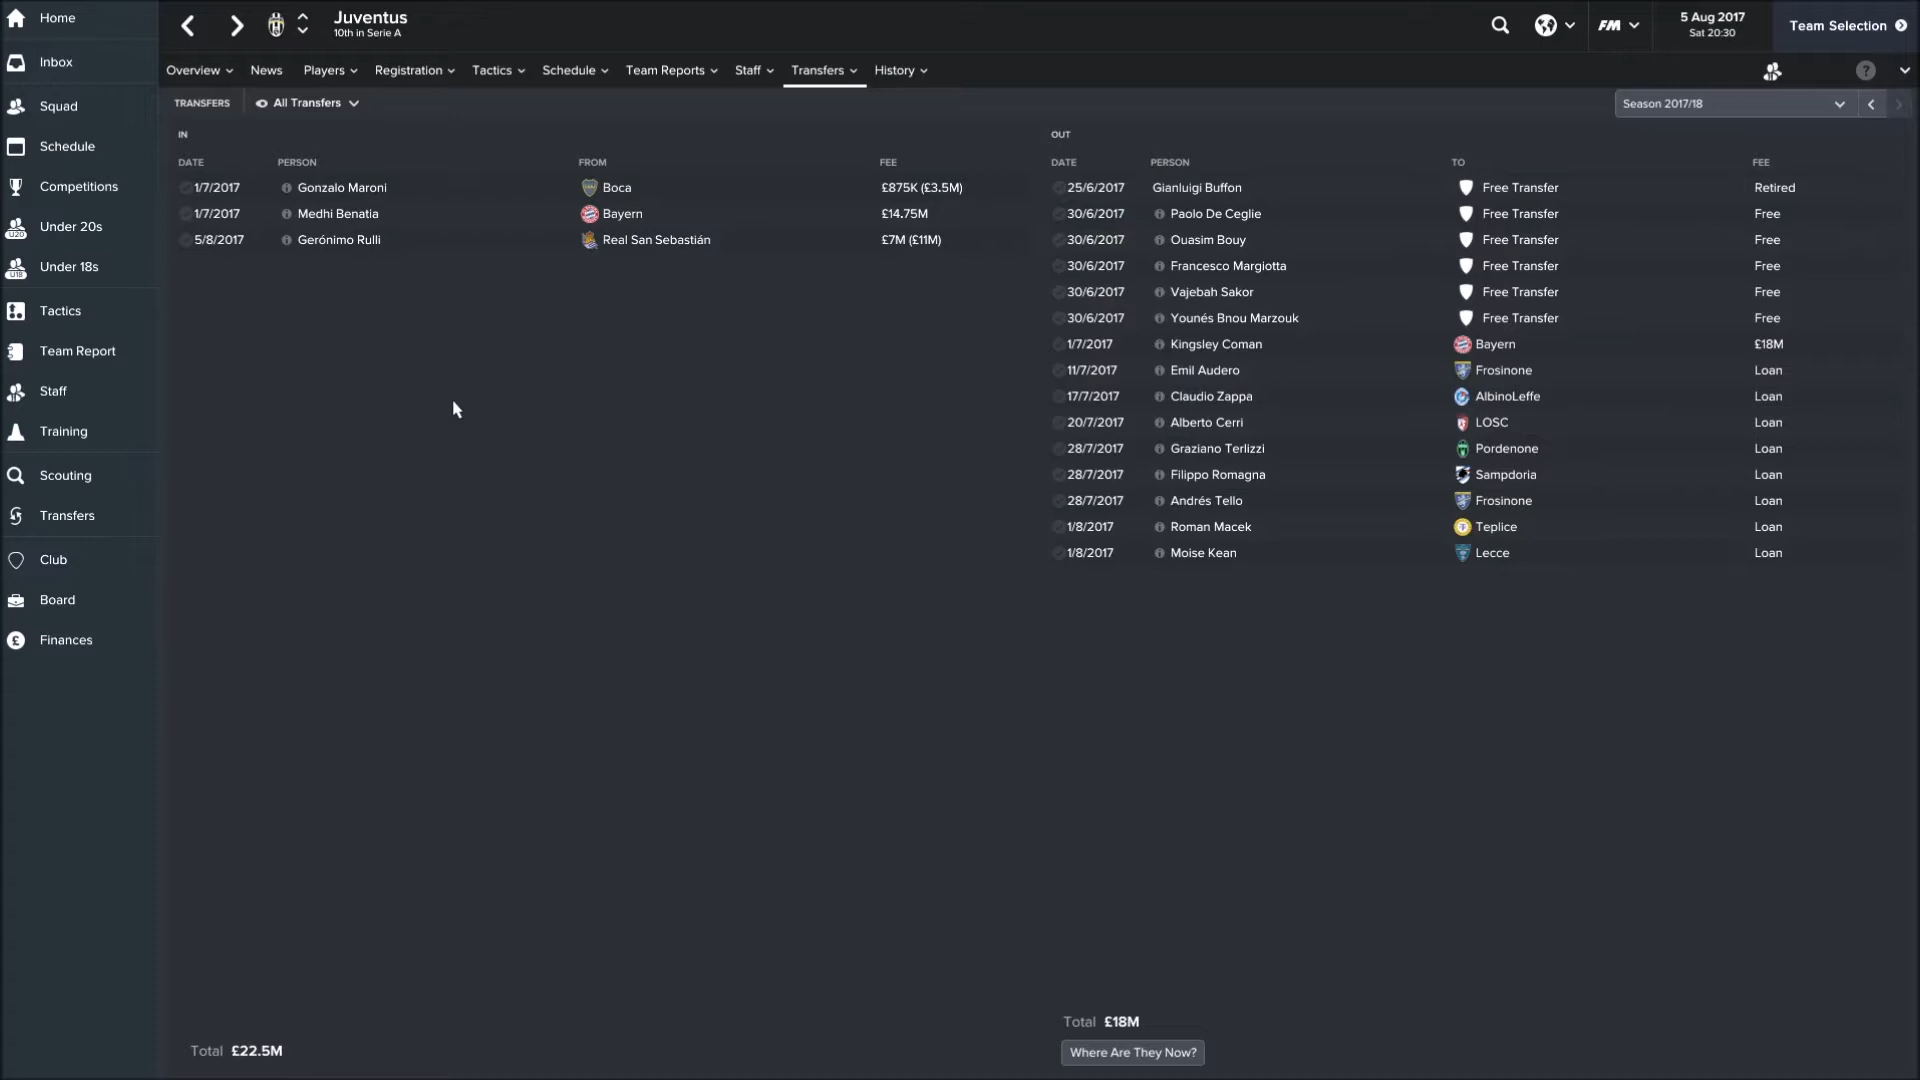 Home
Inbox
Squad
Schedule
Competitions
Under 20s
Under 18s
Tactics
Team Report
Staff
Training
Scouting
Transfers
Club
Board
Finances
Juventus
10th in Serie A
FM
5 Aug 2017
Sat 20:30
Team Selection
Overview News Players Registration Tactics Schedule Team Reports Staff Transfers History ?
TRANSFERS All Transfers
Season 2017/18
IN
DATE PERSON FROM FEE
1/7/2017 Gonzalo Maroni Boca £875K (£3.5M)
1/7/2017 Medhi Benatia Bayern £14.75M
5/8/2017 Gerónimo Rulli Real San Sebastián £7M (£11M)
Total £22.5M
OUT
DATE PERSON TO FEE
25/6/2017 Gianluigi Buffon Free Transfer Retired
30/6/2017 Paolo De Ceglie Free Transfer Free
30/6/2017 Ouasim Bouy Free Transfer Free
30/6/2017 Francesco Margiotta Free Transfer Free
30/6/2017 Vajebah Sakor Free Transfer Free
30/6/2017 Younés Bnou Marzouk Free Transfer Free
1/7/2017 Kingsley Coman Bayern £18M
11/7/2017 Emil Audero Frosinone Loan
17/7/2017 Claudio Zappa AlbinoLeffe Loan
20/7/2017 Alberto Cerri LOSC Loan
28/7/2017 Graziano Terlizzi Pordenone Loan
28/7/2017 Filippo Romagna Sampdoria Loan
28/7/2017 Andrés Tello Frosinone Loan
1/8/2017 Roman Macek Teplice Loan
1/8/2017 Moise Kean Lecce Loan
Total £18M
Where Are They Now?